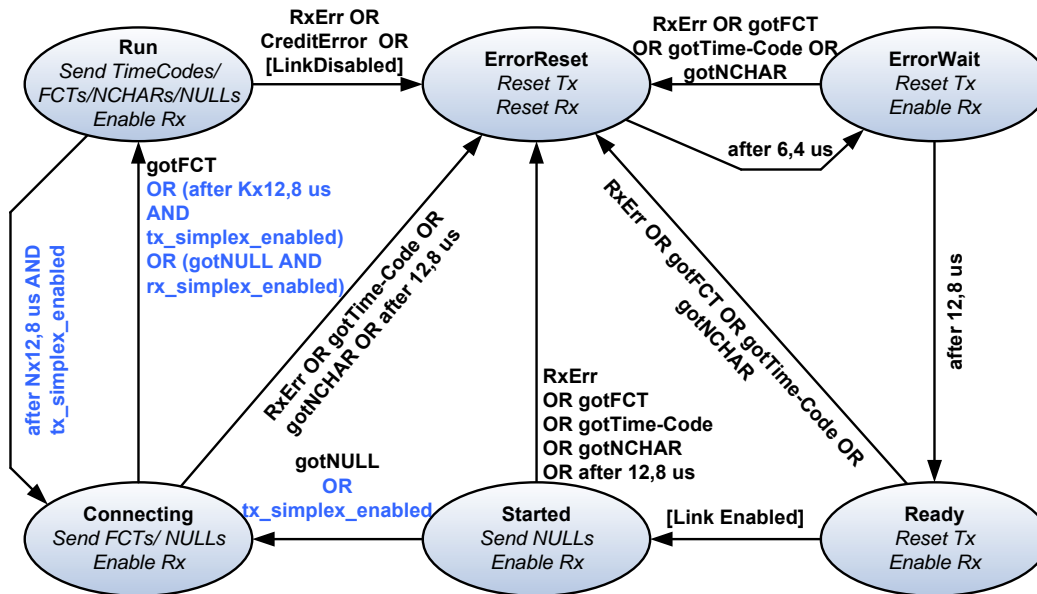 RxErr OR
CreditError OR
[LinkDisabled]
RxErr OR gotFCT
OR gotTime-Code OR
gotNCHAR
Run
Send TimeCodes/
FCTs/NCHARs/NULLs
Enable Rx
ErrorReset
Reset Tx
Reset Rx
ErrorWait
Reset Tx
Enable Rx
after 6,4 us
gotFCT
OR (after Kx12,8 us
AND
tx_simplex_enabled)
OR (gotNULL AND
rx_simplex_enabled)
after Nx12,8 us AND
tx_simplex_enabled
RxErr OR gotTime-Code OR
gotNCHAR OR after 12,8 us
RxErr OR gotFCT OR gotTime-Code OR
gotNCHAR
after 12,8 us
RxErr
OR gotFCT
OR gotTime-Code
OR gotNCHAR
OR after 12,8 us
gotNULL
OR
tx_simplex_enabled
[Link Enabled]
Connecting
Send FCTs/ NULLs
Enable Rx
Started
Send NULLs
Enable Rx
Ready
Reset Tx
Enable Rx